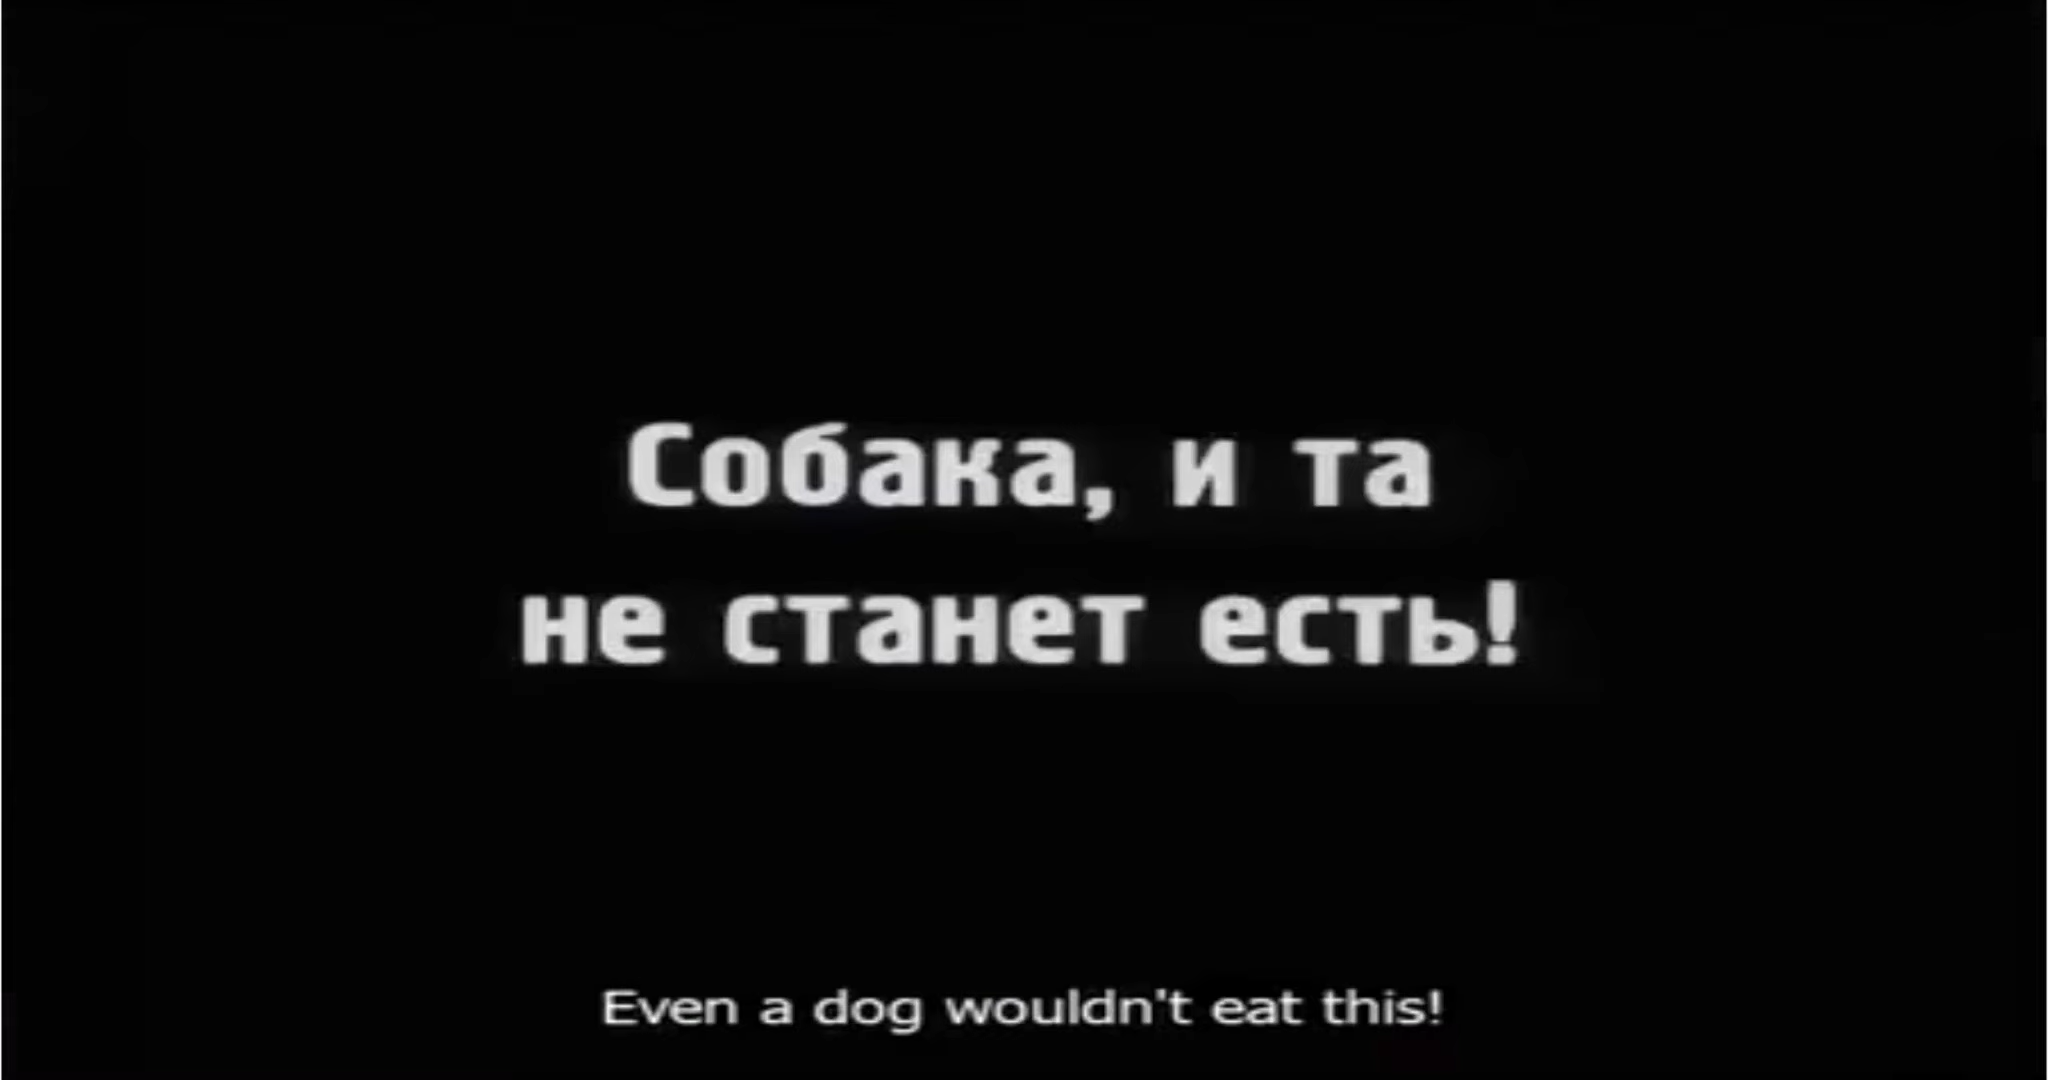 Собака, и та
не станет есть!
Even a dog wouldn't eat this!